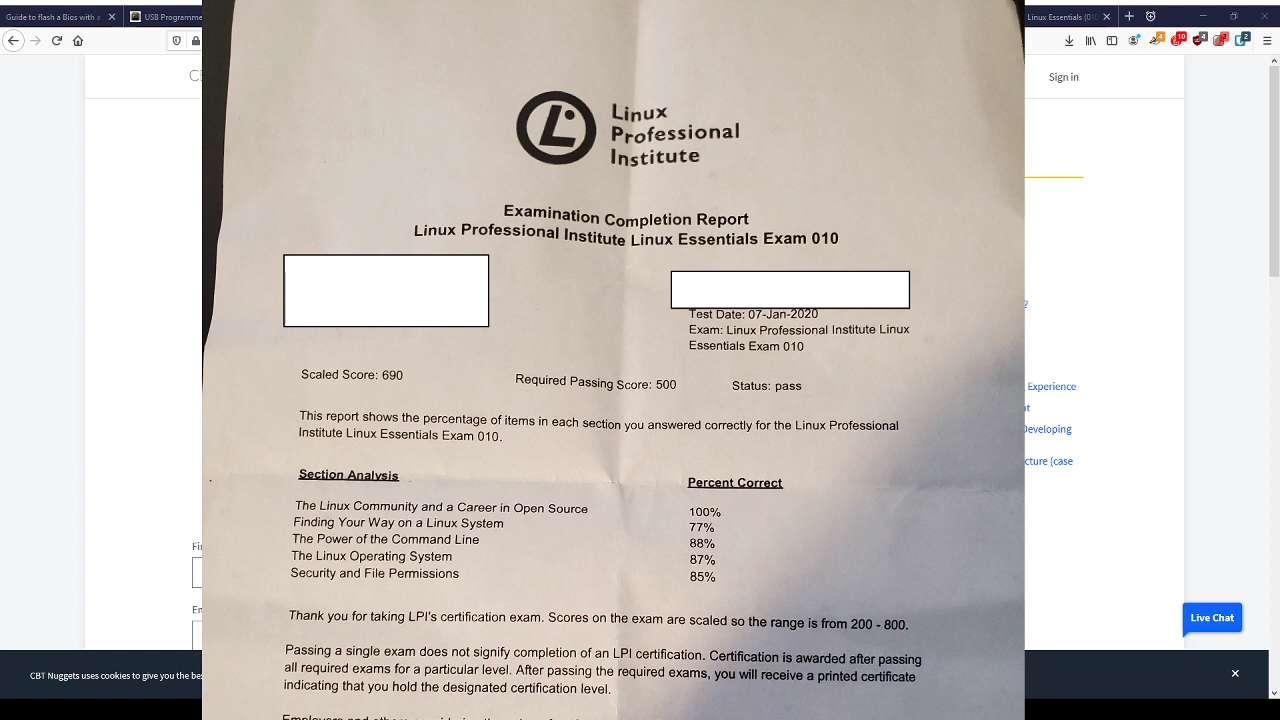 Guide to flash a Bios with a
USB Programme
Linux Essentials (010
Sign in
Linux
Professional
Institute
Examination Completion Report
Linux Professional Institute Linux Essentials Exam 010
Test Date: 07-Jan-2020
Exam: Linux Professional Institute Linux
Essentials Exam 010
Scaled Score: 690
Required Passing Score: 500
Status: pass
Experience
Developing
cture (case
This report shows the percentage of items in each section you answered correctly for the Linux Professional
Institute Linux Essentials Exam 010.
Section Analysis
Percent Correct
The Linux Community and a Career in Open Source 100%
Finding Your Way on a Linux System 77%
The Power of the Command Line 88%
The Linux Operating System 87%
Security and File Permissions 85%
Thank you for taking LPI's certification exam. Scores on the exam are scaled so the range is from 200 - 800.
Passing a single exam does not signify completion of an LPI certification. Certification is awarded after passing
all required exams for a particular level. After passing the required exams, you will receive a printed certificate
indicating that you hold the designated certification level.
Live Chat
CBT Nuggets uses cookies to give you the bes